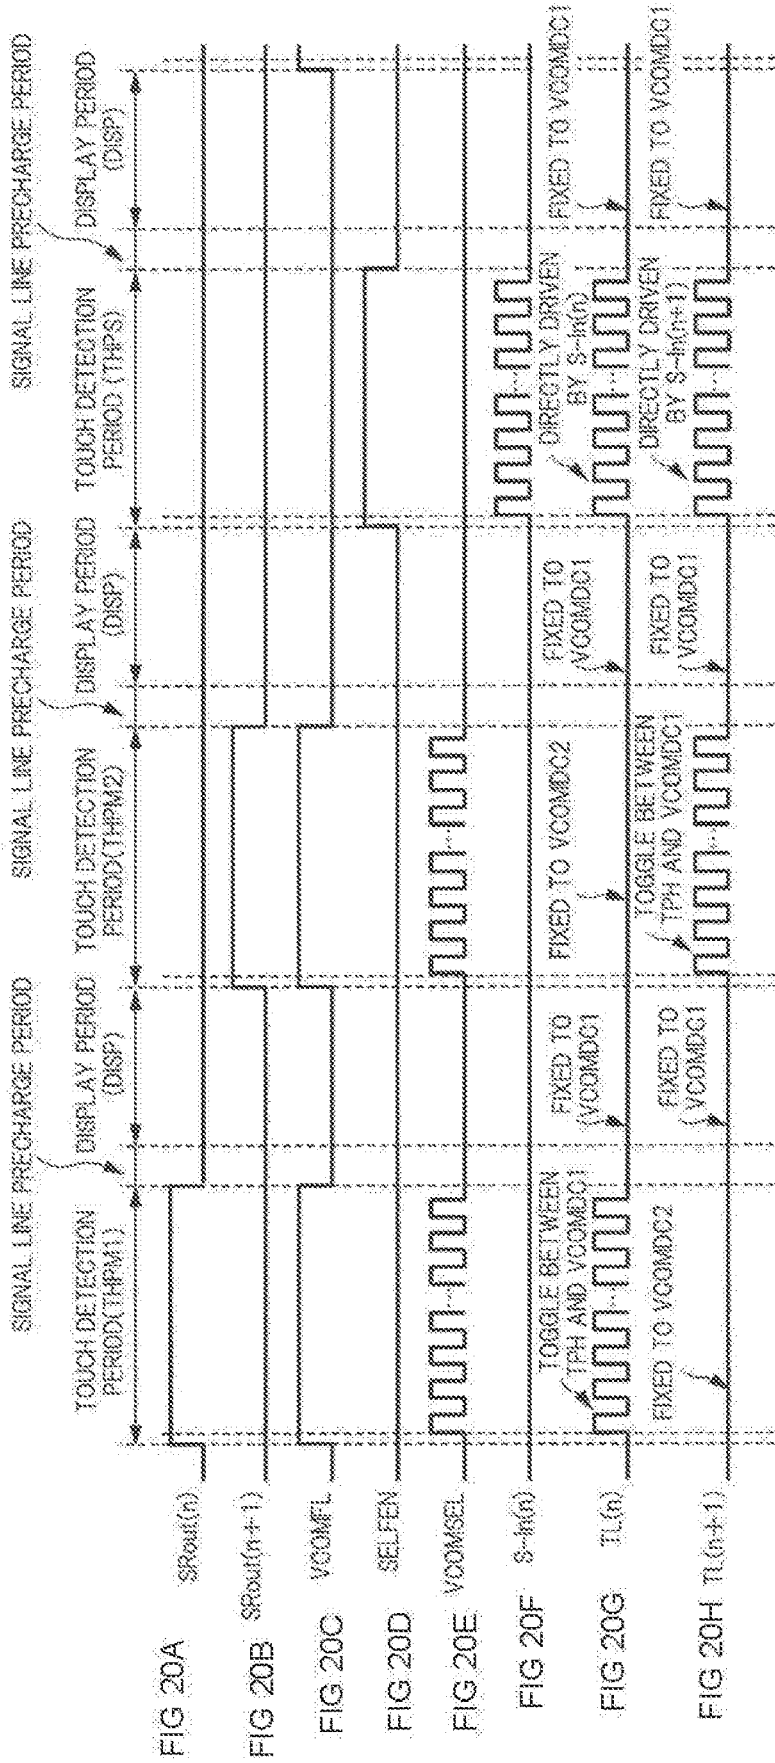 SIGNAL LINE PRECHARGE PERIOD
SIGNAL LINE PRECHARGE PERIOD
SIGNAL LINE PRECHARGE PERIOD
TOUCH DETECTION
PERIOD(THPM1)
DISPLAY PERIOD
(DISP)
TOUCH DETECTION
PERIOD(THPM2)
DISPLAY PERIOD
(DISP)
TOUCH DETECTION
PERIOD (THPS)
DISPLAY PERIOD
(DISP)
FIG 20A SRout(n)
FIG 20B SRout(n+1)
FIG 20C VCOMFL
FIG 20D SELFEN
FIG 20E VCOMSEL
FIG 20F S-In(n)
TOGGLE BETWEEN
TPH AND VCOMDC1
FIXED TO
VCOMDC1
FIXED TO VCOMDC2
FIXED TO
VCOMDC1
DIRECTLY DRIVEN
BY S-In(n)
FIXED TO VCOMDC1
FIG 20G TL(n)
FIXED TO VCOMDC2
FIXED TO
VCOMDC1
TOGGLE BETWEEN
TPH AND VCOMDC1
FIXED TO
VCOMDC1
DIRECTLY DRIVEN
BY S-In(n+1)
FIXED TO VCOMDC1
FIG 20H TL(n+1)